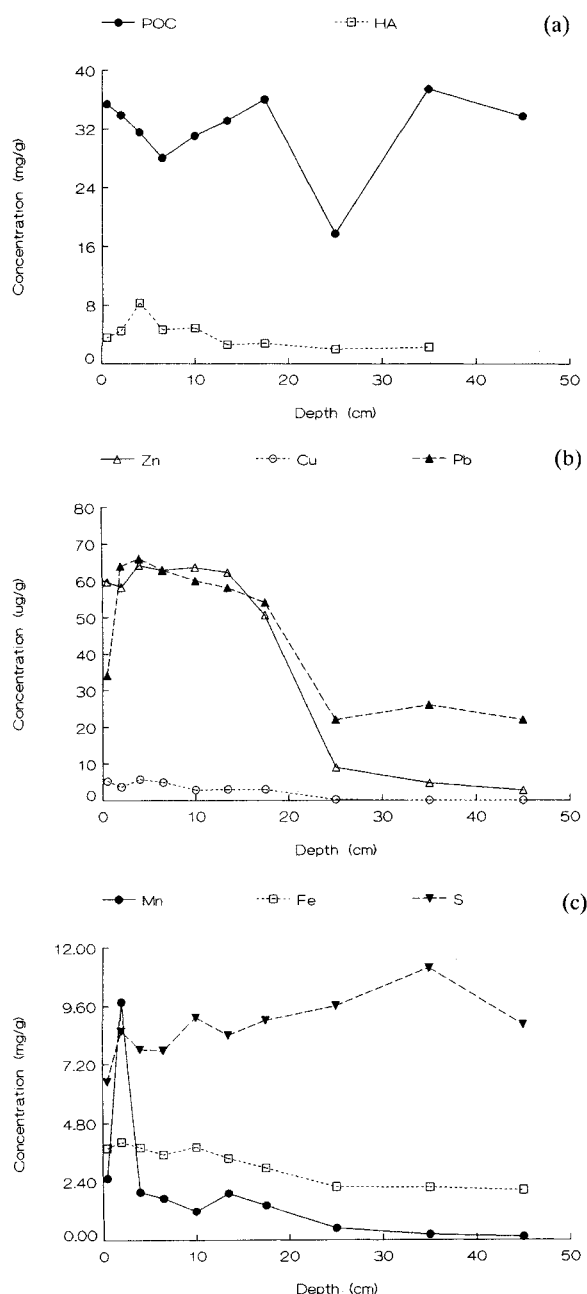 POC HA (a)
40
32
24
16
8
0
Concentration (mg/g)
0 10 20 30 40 50
Depth (cm)
Zn Cu Pb (b)
80
70
60
50
40
30
20
10
0
Concentration (ug/g)
0 10 20 30 40 50
Depth (cm)
Mn Fe S (c)
12.00
9.60
7.20
4.80
2.40
0.00
Concentration (mg/g)
0 10 20 30 40 50
Depth (cm)